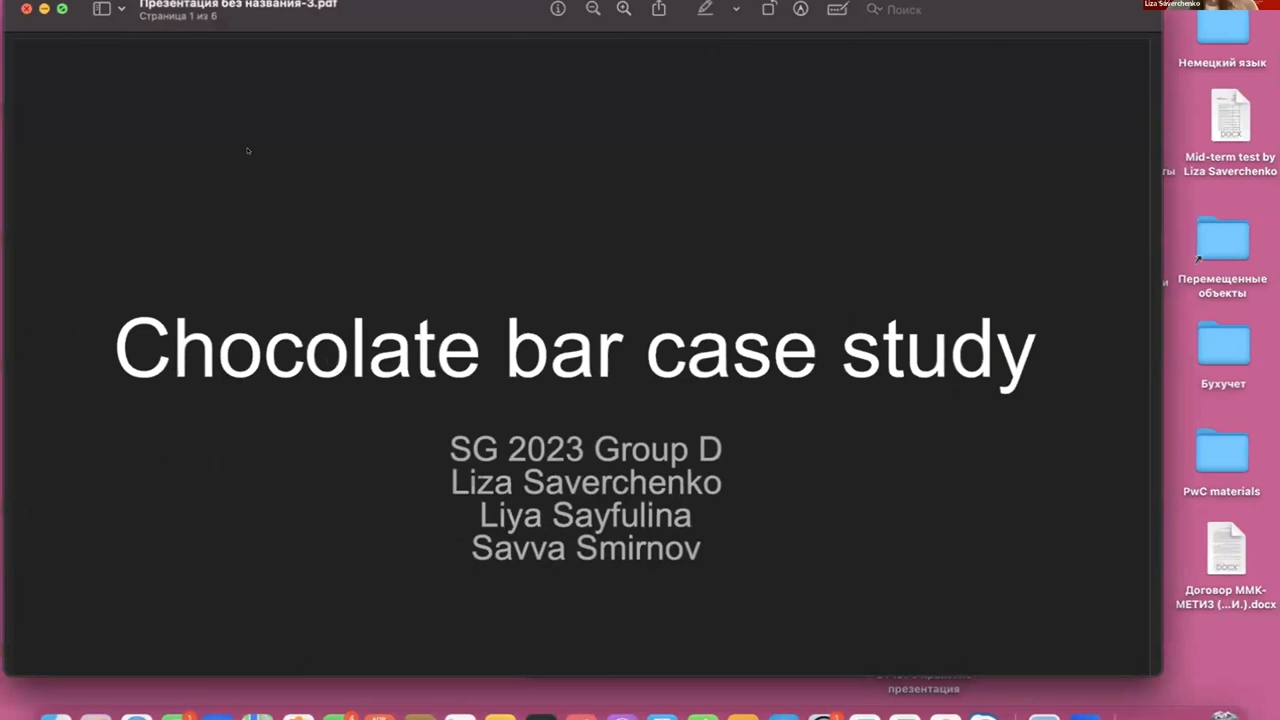 Презентация без названия-3.pdf
Страница 1 из 6
Поиск
Liza Saverchenko
Немецкий язык
DOCX
Mid-term test by
Liza Saverchenko
Перемещенные
объекты
Бухучет
PwC materials
DOCX
Договор ММК-
МЕТИЗ (...И.).docx
Chocolate bar case study
SG 2023 Group D
Liza Saverchenko
Liya Sayfulina
Savva Smirnov
презентация